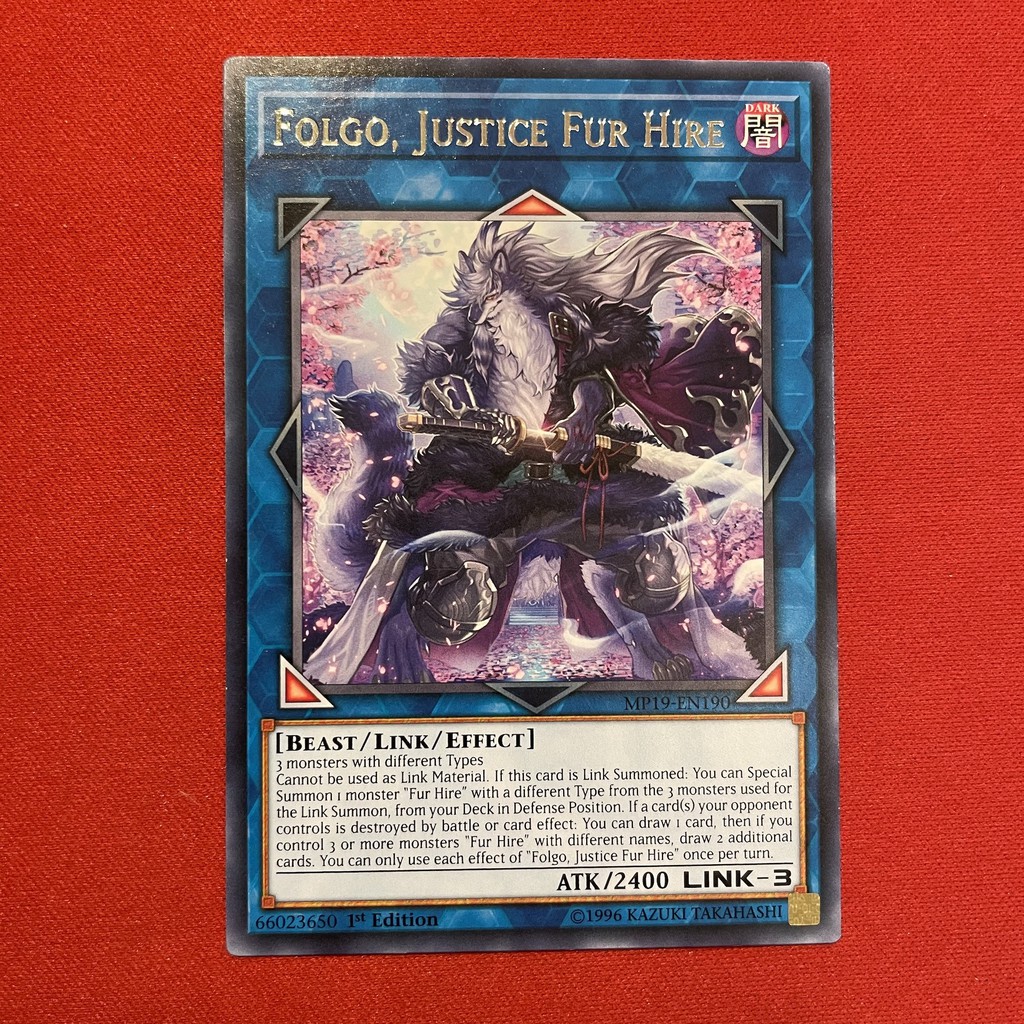 FOLGO, JUSTICE FUR HIRE
DARK
闇
MP19-EN190
[BEAST/LINK/EFFECT]
3 monsters with different Types
Cannot be used as Link Material. If this card is Link Summoned: You can Special
Summon 1 monster "Fur Hire" with a different Type from the 3 monsters used for
the Link Summon, from your Deck in Defense Position. If a card(s) your opponent
controls is destroyed by battle or card effect: You can draw 1 card, then if you
control 3 or more monsters "Fur Hire" with different names, draw 2 additional
cards. You can only use each effect of "Folgo, Justice Fur Hire" once per turn.
ATK/2400 LINK-3
66023650 1st Edition ©1996 KAZUKI TAKAHASHI